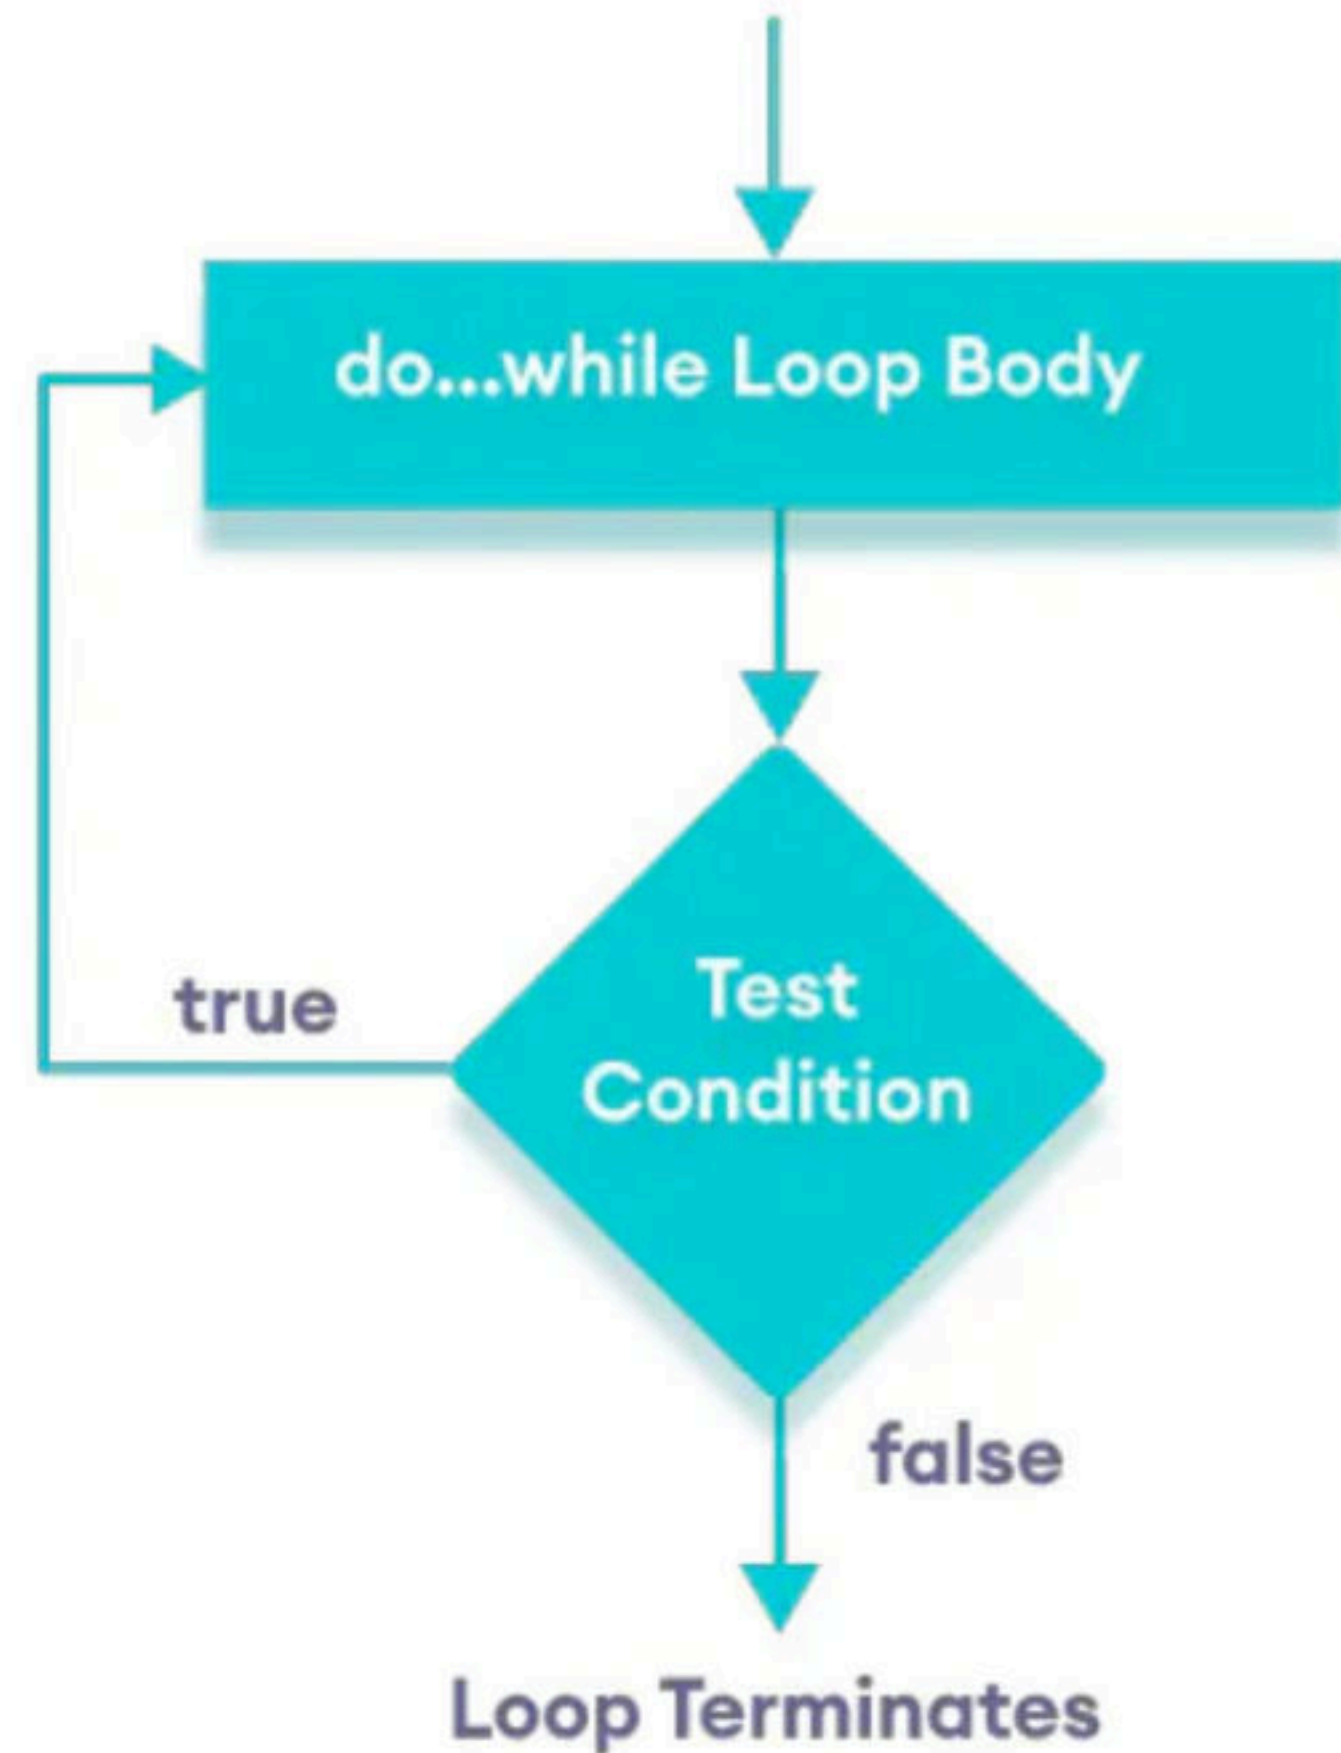 do...while Loop Body
Test
Condition
true
false
Loop Terminates